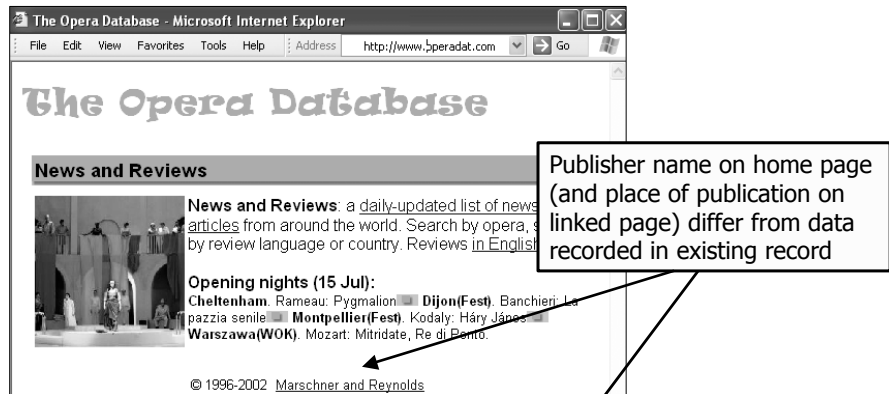 The Opera Database - Microsoft Internet Explorer
File Edit View Favorites Tools Help Address http://www.operadat.com Go
The Opera Database
News and Reviews
Publisher name on home page
(and place of publication on
linked page) differ from data
recorded in existing record
News and Reviews: a daily-updated list of news
articles from around the world. Search by opera, s
by review language or country. Reviews in English
Opening nights (15 Jul):
Cheltenham. Rameau: Pygmalion Dijon(Fest). Banchieri: La
pazzia senile Montpellier(Fest). Kodaly: Háry János
Warszawa(WOK). Mozart: Mitridate, Re di Ponto.
© 1996-2002 Marschner and Reynolds